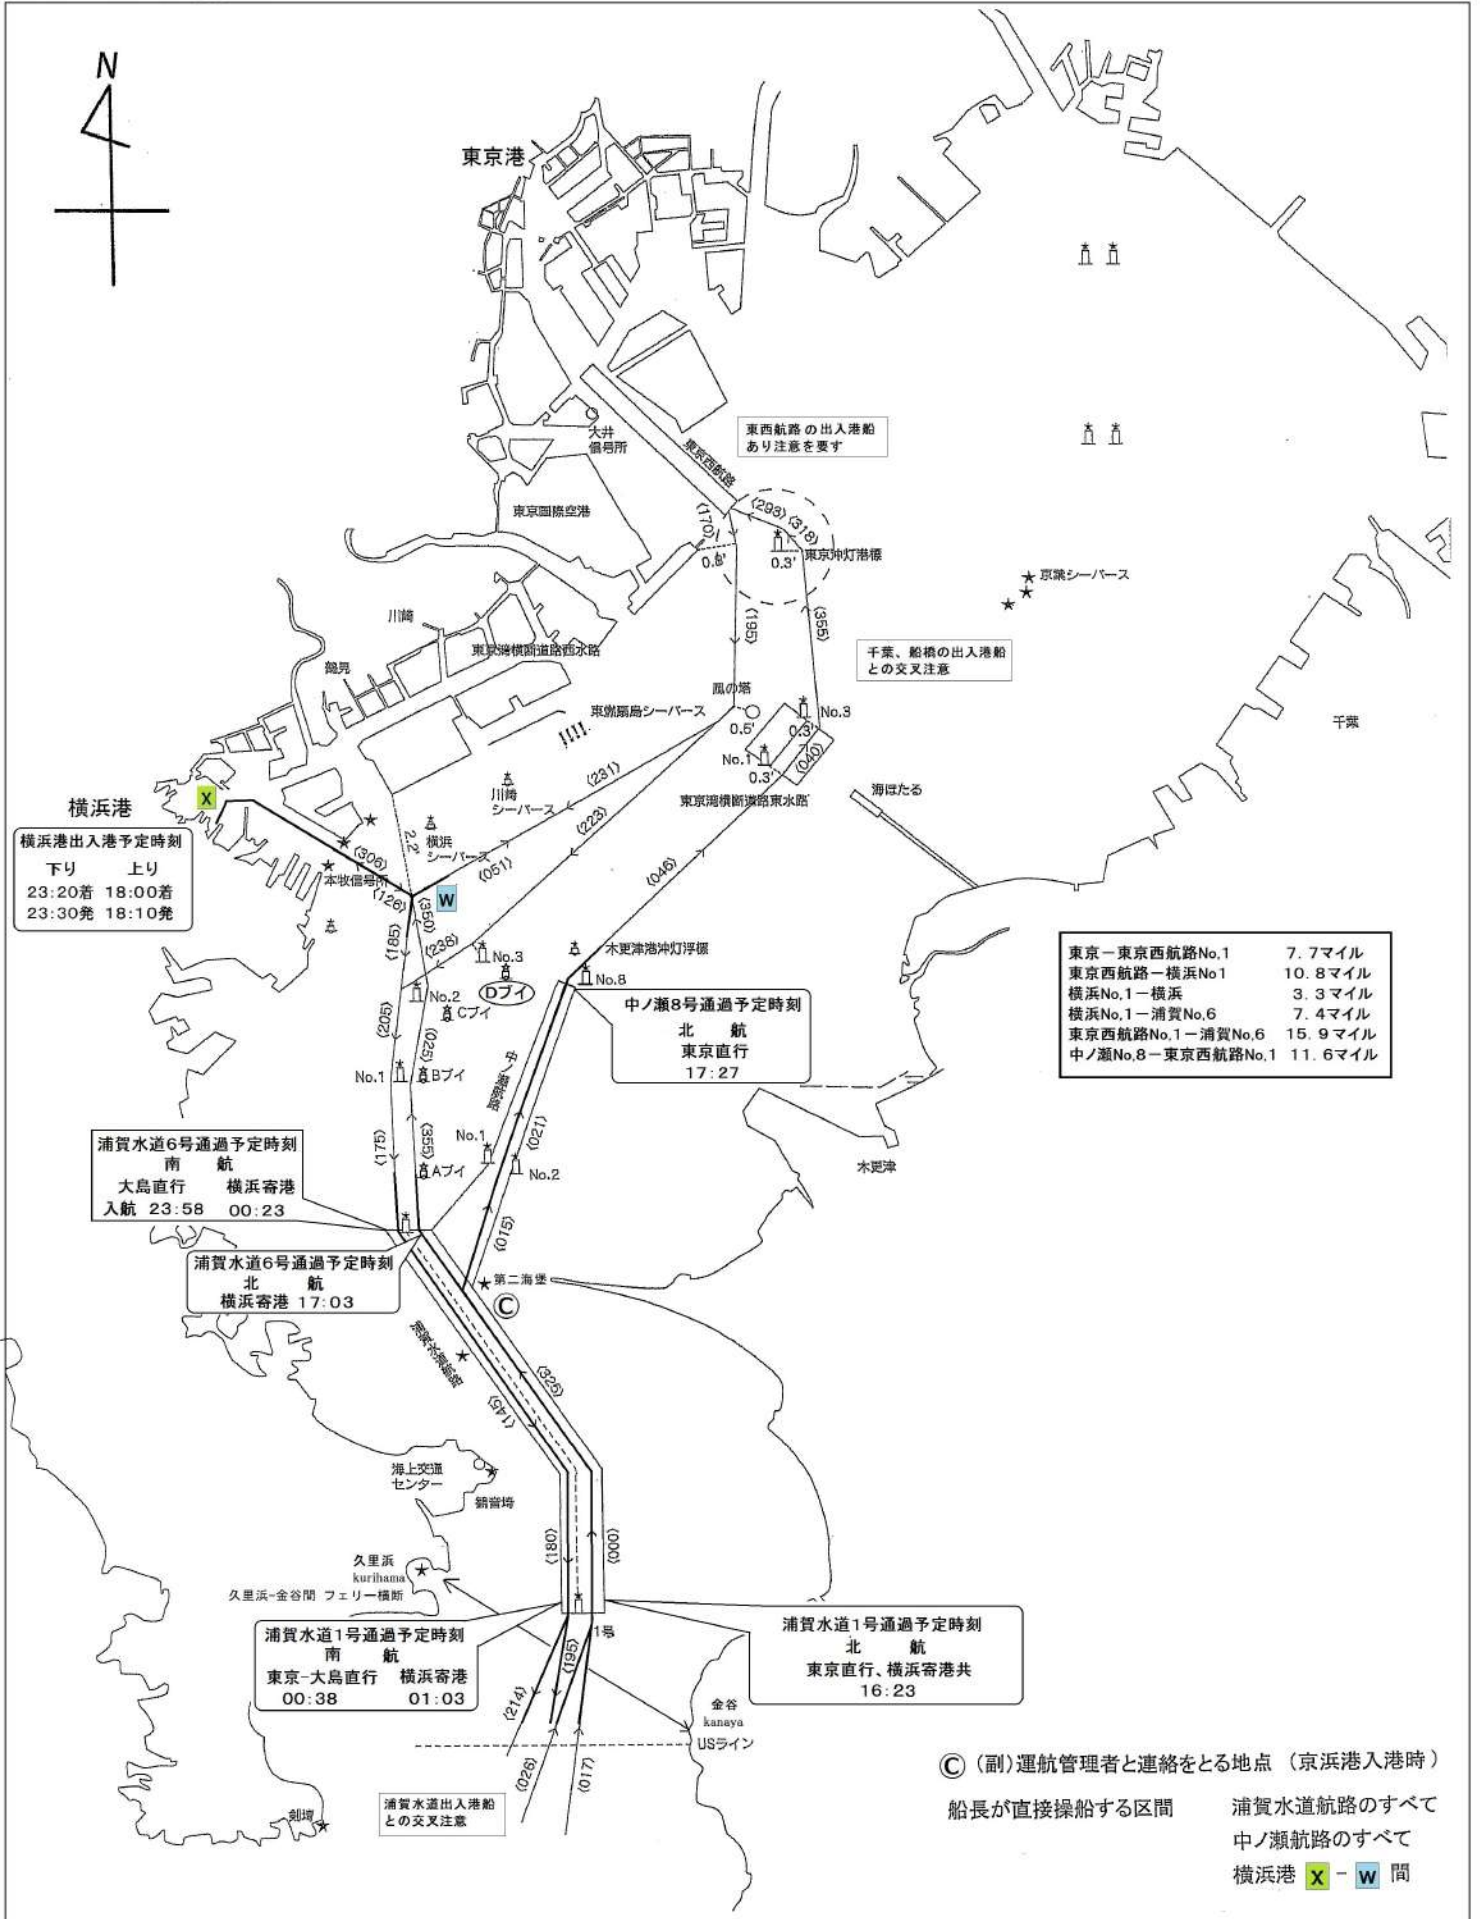 N
東京港
大井
信号所
東西航路の出入港船
あり注意を要す
東京西航路
東京国際空港
(170)
(293)
(318)
0.8'
0.3'
東京沖灯浮標
京葉シーバース
(195)
(355)
川崎
東京湾横断道路西水路
鶴見
千葉、船橋の出入港船
との交叉注意
風の塔
東燃扇島シーバース
0.5'
No.3
0.3'
No.1
0.3'
(040)
千葉
東京湾横断道路東水路
海ほたる
(231)
川崎
シーバース
(223)
横浜港
X
2.2'
横浜
シーバース
(051)
(046)
(306)
本牧信号所
(126)
W
(350)
横浜港出入港予定時刻
下り 上り
23:20着 18:00着
23:30発 18:10発
(185)
(238)
No.3
Dブイ
木更津港沖灯浮標
No.8
No.2
Cブイ
(205)
(025)
No.1
Bブイ
中ノ瀬航路
中ノ瀬8号通過予定時刻
北 航
東京直行
17:27
東京－東京西航路No.1 7.7マイル
東京西航路－横浜No1 10.8マイル
横浜No.1－横浜 3.3マイル
横浜No.1－浦賀No.6 7.4マイル
東京西航路No.1－浦賀No.6 15.9マイル
中ノ瀬No.8－東京西航路No.1 11.6マイル
(175)
(355)
Aブイ
No.1
No.2
(021)
(015)
木更津
浦賀水道6号通過予定時刻
南 航
大島直行 横浜寄港
入航 23:58 00:23
浦賀水道6号通過予定時刻
北 航
横浜寄港 17:03
第二海堡
C
浦賀水道航路
(325)
(145)
海上交通
センター
観音埼
(180)
(000)
久里浜
kurihama
久里浜-金谷間 フェリー横断
浦賀水道1号通過予定時刻
南 航
東京-大島直行 横浜寄港
00:38 01:03
1号
浦賀水道1号通過予定時刻
北 航
東京直行、横浜寄港共
16:23
(195)
(214)
金谷
kanaya
USライン
(026)
(017)
浦賀水道出入港船
との交叉注意
剱埼
C (副)運航管理者と連絡をとる地点 (京浜港入港時)
船長が直接操船する区間 浦賀水道航路のすべて
中ノ瀬航路のすべて
横浜港 X - W 間